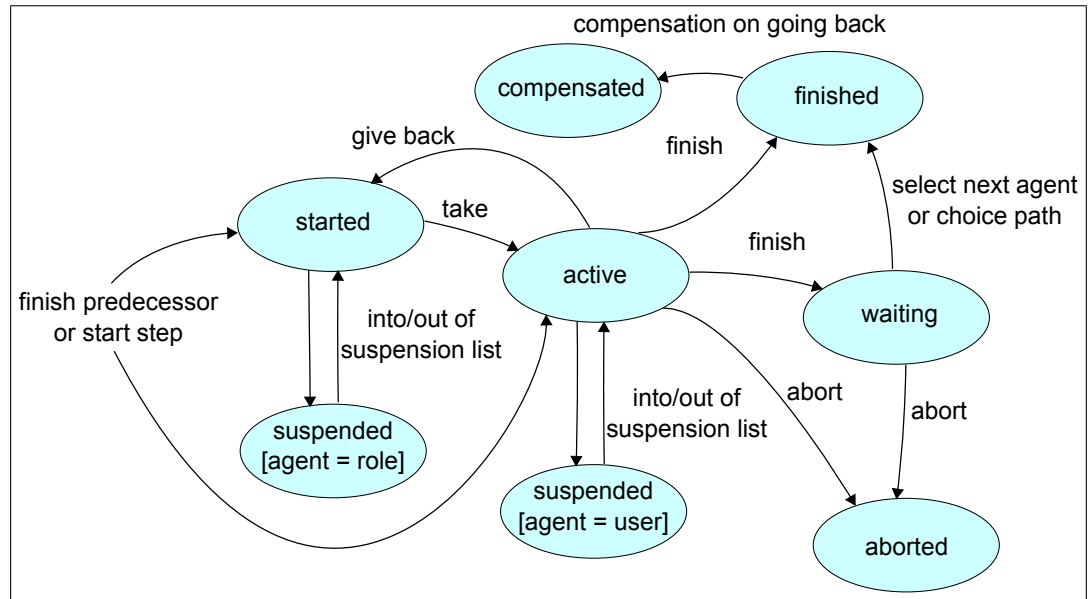 compensation on going back
compensated
finished
give back
finish
select next agent
or choice path
started
take
finish
active
finish predecessor
or start step
waiting
into/out of
suspension list
abort
into/out of
suspension list
abort
suspended
[agent = role]
suspended
[agent = user]
aborted